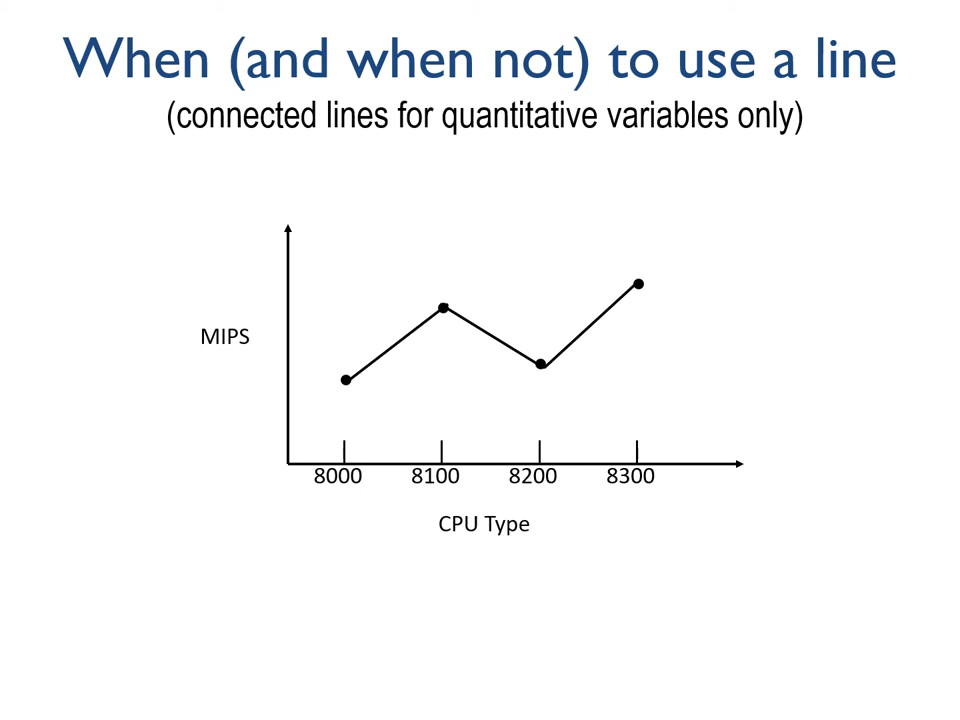 When (and when not) to use a line
(connected lines for quantitative variables only)
MIPS
8000 8100 8200 8300
CPU Type